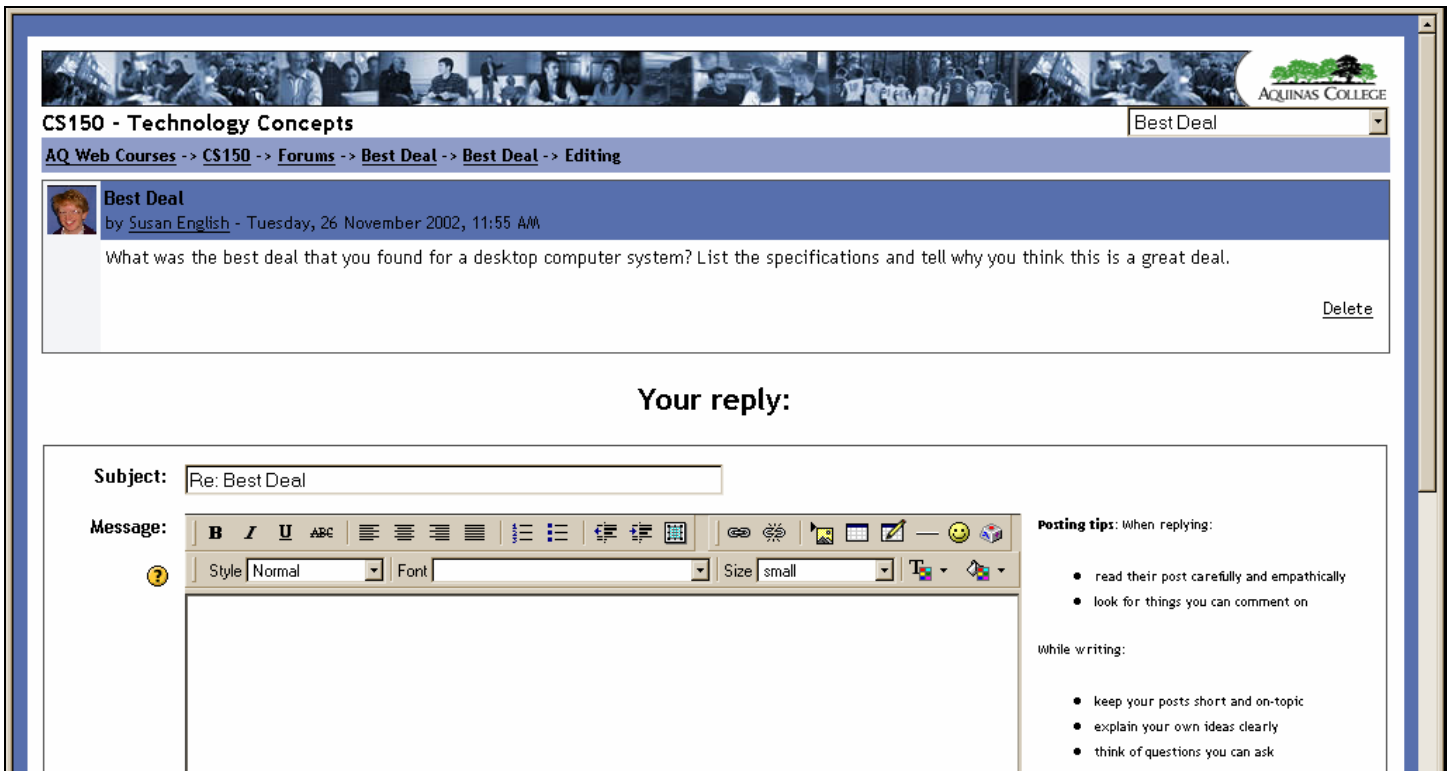 AQUINAS COLLEGE
CS150 - Technology Concepts
Best Deal
AQ Web Courses -> CS150 -> Forums -> Best Deal -> Best Deal -> Editing
Best Deal
by Susan English - Tuesday, 26 November 2002, 11:55 AM
What was the best deal that you found for a desktop computer system? List the specifications and tell why you think this is a great deal.
Delete
Your reply:
Subject: Re: Best Deal
Message:
B I U ABC
Style Normal Font Size small T
Posting tips: When replying:
• read their post carefully and empathically
• look for things you can comment on
While writing:
• keep your posts short and on-topic
• explain your own ideas clearly
• think of questions you can ask